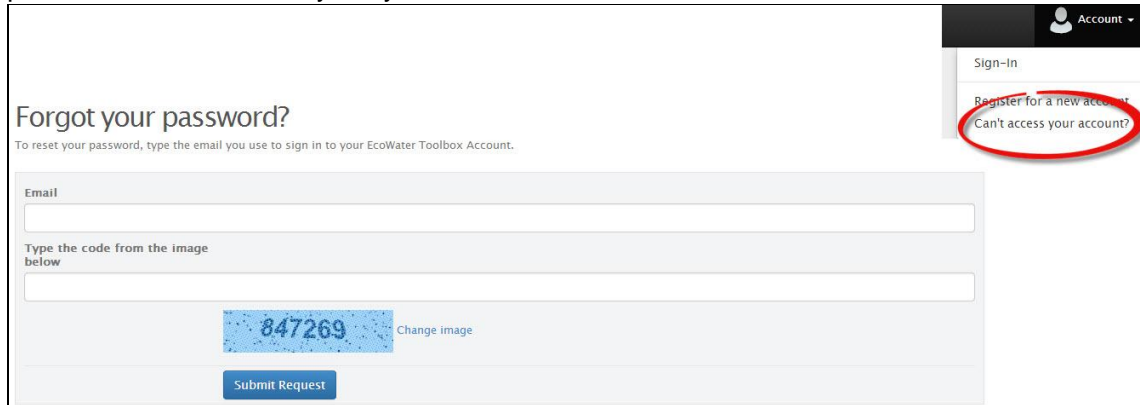 Account
Sign-In
Register for a new account
Can't access your account?
Forgot your password?
To reset your password, type the email you use to sign in to your EcoWater Toolbox Account.
Email
Type the code from the image
below
847269 Change image
Submit Request